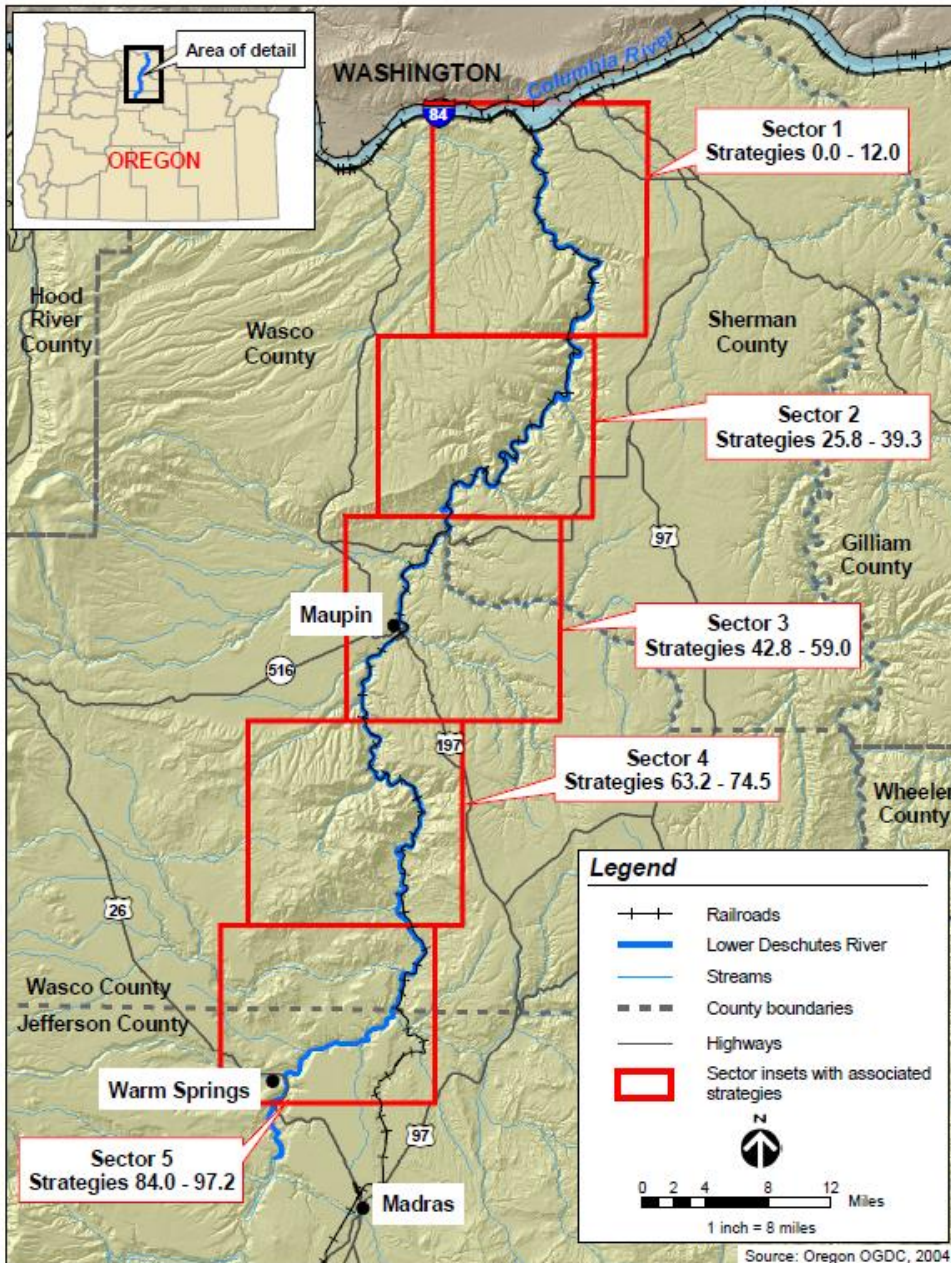 Area of detail
OREGON
WASHINGTON
Columbia River
84
Sector 1
Strategies 0.0 - 12.0
Hood
River
County
Wasco
County
Sherman
County
Sector 2
Strategies 25.8 - 39.3
97
Gilliam
County
Maupin
516
Sector 3
Strategies 42.8 - 59.0
197
Sector 4
Strategies 63.2 - 74.5
Wheeler
County
26
Wasco County
Jefferson County
Warm Springs
97
Sector 5
Strategies 84.0 - 97.2
Madras
Legend
Railroads
Lower Deschutes River
Streams
County boundaries
Highways
Sector insets with associated
strategies
N
0 2 4 8 12 Miles
1 inch = 8 miles
Source: Oregon OGDC, 2004